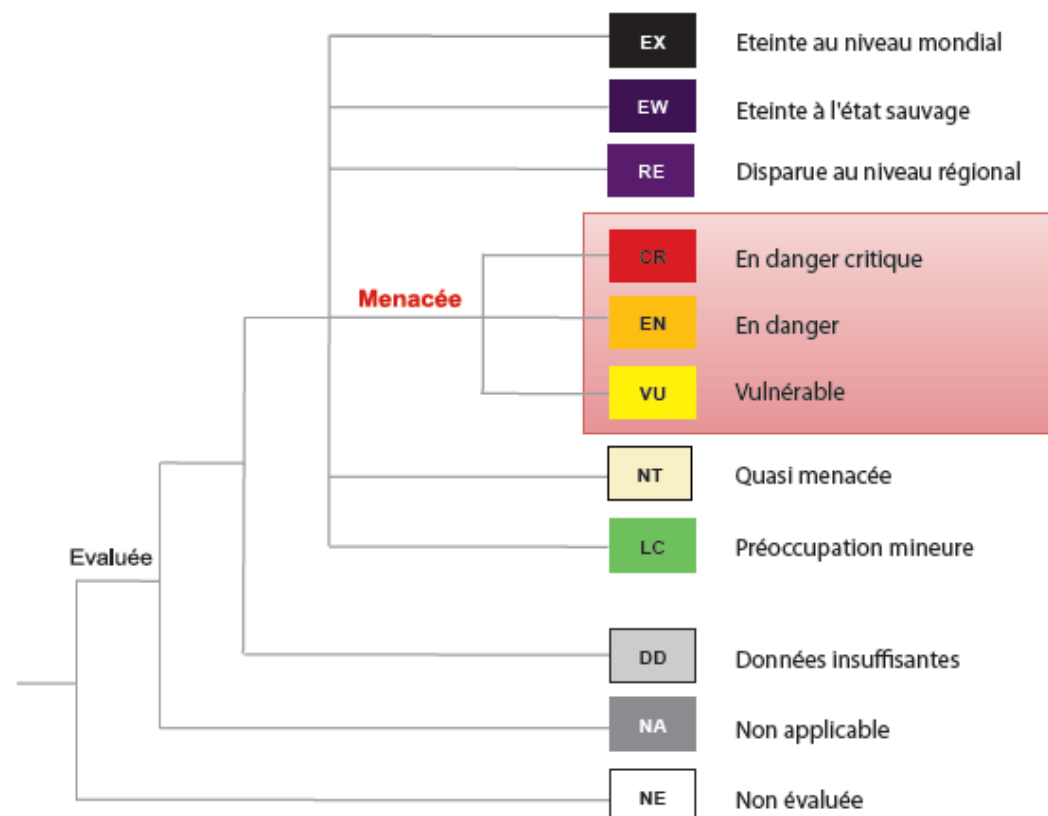 EX Eteinte au niveau mondial
EW Eteinte à l'état sauvage
RE Disparue au niveau régional
CR En danger critique
Menacée
EN En danger
VU Vulnérable
NT Quasi menacée
LC Préoccupation mineure
Evaluée
DD Données insuffisantes
NA Non applicable
NE Non évaluée